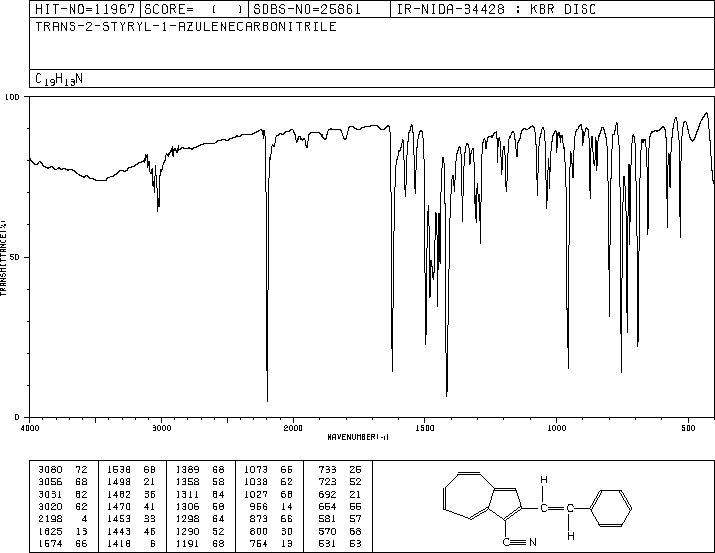 HIT-NO=11967 SCORE= ( ) SDBS-NO=25861 IR-NIDA-34428 : KBR DISC
TRANS-2-STYRYL-1-AZULENECARBONITRILE
C19H13N
100
TRANSMITTANCE(%)
50
0
4000 3000 2000 1500 1000 500
WAVENUMBER(-1)
3080 72 1538 68 1389 68 1073 66 733 25
3056 68 1498 21 1358 58 1038 62 723 52
3031 62 1482 36 1311 64 1027 68 692 21
3020 62 1470 41 1306 58 966 14 654 55
2198 4 1453 33 1298 64 873 66 581 57
1625 13 1443 46 1290 52 800 30 570 68
1574 66 1418 6 1191 68 754 13 531 53
H
H
C C
C≡N